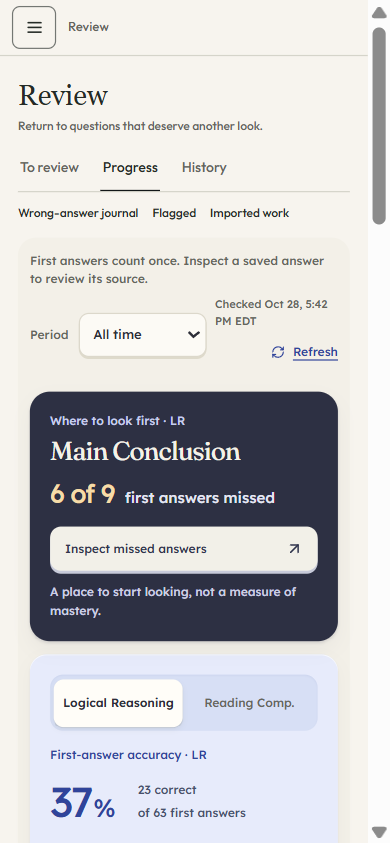 Review
Review
Return to questions that deserve another look.
To review
Progress
History
Wrong-answer journal
Flagged
Imported work
First answers count once. Inspect a saved answer
to review its source.
Period
All time
Checked Oct 28, 5:42
PM EDT
Refresh
Where to look first · LR
Main Conclusion
6 of 9 first answers missed
Inspect missed answers
A place to start looking, not a measure of
mastery.
Logical Reasoning
Reading Comp.
First-answer accuracy · LR
37%
23 correct
of 63 first answers